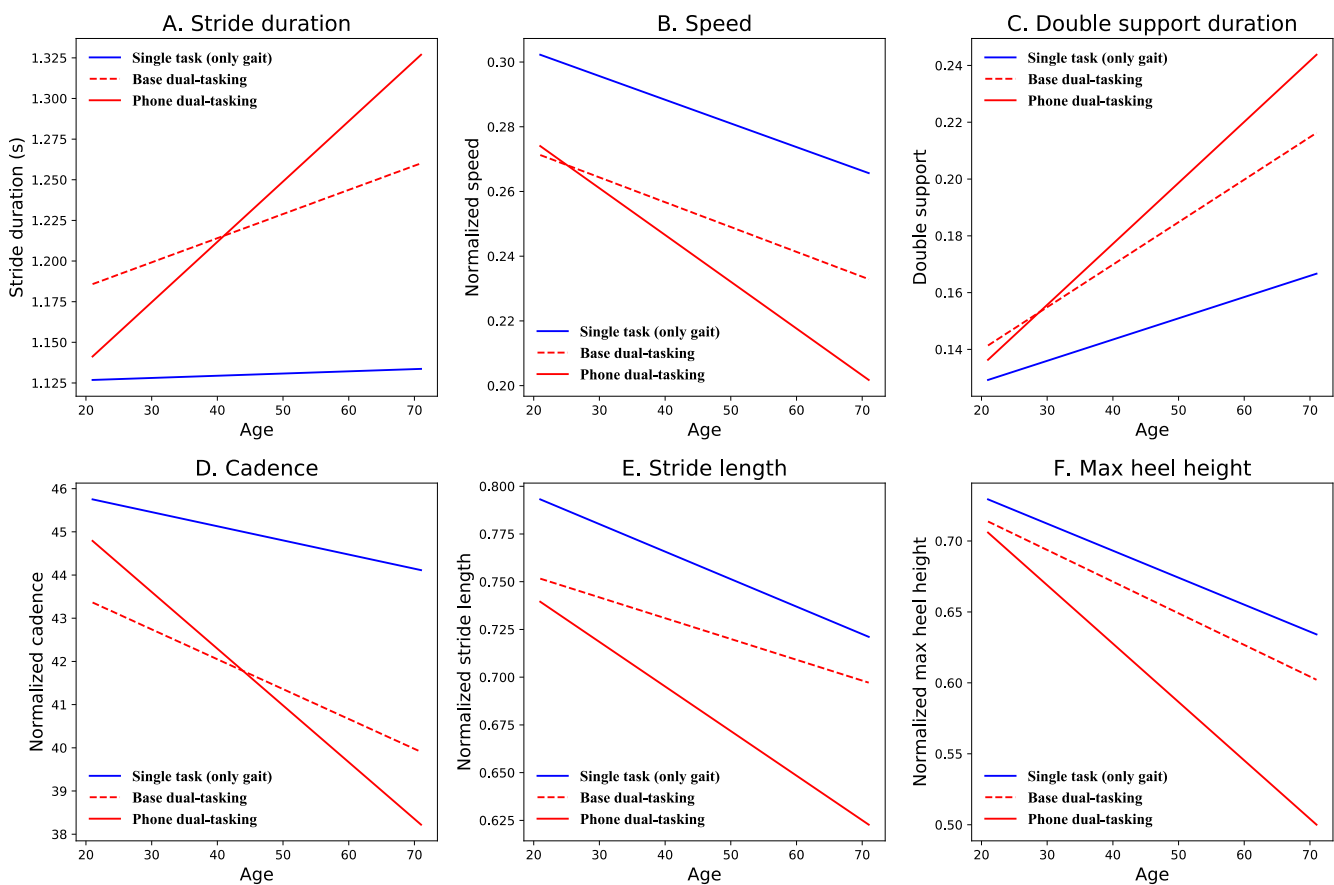 A. Stride duration
Stride duration (s)
1.325
1.300
1.275
1.250
1.225
1.200
1.175
1.150
1.125
Single task (only gait)
Base dual-tasking
Phone dual-tasking
20 30 40 50 60 70
Age
B. Speed
Normalized speed
0.30
0.28
0.26
0.24
0.22
0.20
Single task (only gait)
Base dual-tasking
Phone dual-tasking
20 30 40 50 60 70
Age
C. Double support duration
Double support
0.24
0.22
0.20
0.18
0.16
0.14
Single task (only gait)
Base dual-tasking
Phone dual-tasking
20 30 40 50 60 70
Age
D. Cadence
Normalized cadence
46
45
44
43
42
41
40
39
38
Single task (only gait)
Base dual-tasking
Phone dual-tasking
20 30 40 50 60 70
Age
E. Stride length
Normalized stride length
0.800
0.775
0.750
0.725
0.700
0.675
0.650
0.625
Single task (only gait)
Base dual-tasking
Phone dual-tasking
20 30 40 50 60 70
Age
F. Max heel height
Normalized max heel height
0.70
0.65
0.60
0.55
0.50
Single task (only gait)
Base dual-tasking
Phone dual-tasking
20 30 40 50 60 70
Age